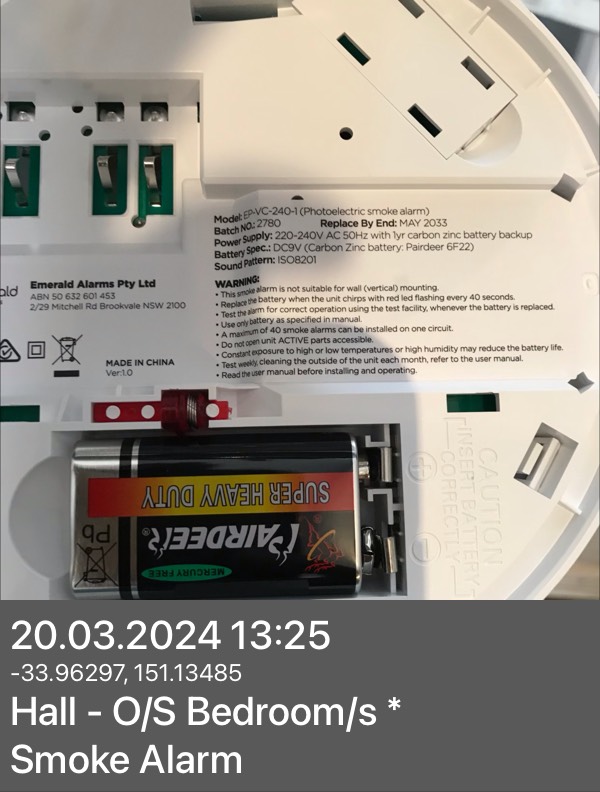 Model: EP-VC-240-1 (Photoelectric smoke alarm)
Batch NO.: 2780 Replace By End: MAY 2033
Power Supply: 220-240V AC 50Hz with 1yr carbon zinc battery backup
Battery Spec.: DC9V (Carbon Zinc battery: Pairdeer 6F22)
Sound Pattern: ISO8201
WARNING:
• This smoke alarm is not suitable for wall (vertical) mounting.
• Replace the battery when the unit chirps with red led flashing every 40 seconds.
• Test the alarm for correct operation using the test facility, whenever the battery is replaced.
• Use only battery as specified in manual.
• A maximum of 40 smoke alarms can be installed on one circuit.
• Do not open unit ACTIVE parts accessible.
• Constant exposure to high or low temperatures or high humidity may reduce the battery life.
• Test weekly, cleaning the outside of the unit each month, refer to the user manual.
• Read the user manual before installing and operating.
ald
Emerald Alarms Pty Ltd
ABN 50 632 601 453
2/29 Mitchell Rd Brookvale NSW 2100
MADE IN CHINA
Ver:1.0
SUPER HEAVY DUTY
PAIRDEER®
MERCURY FREE
Pb
CAUTION
INSERT BATTERY
CORRECTLY
20.03.2024 13:25
-33.96297, 151.13485
Hall - O/S Bedroom/s *
Smoke Alarm